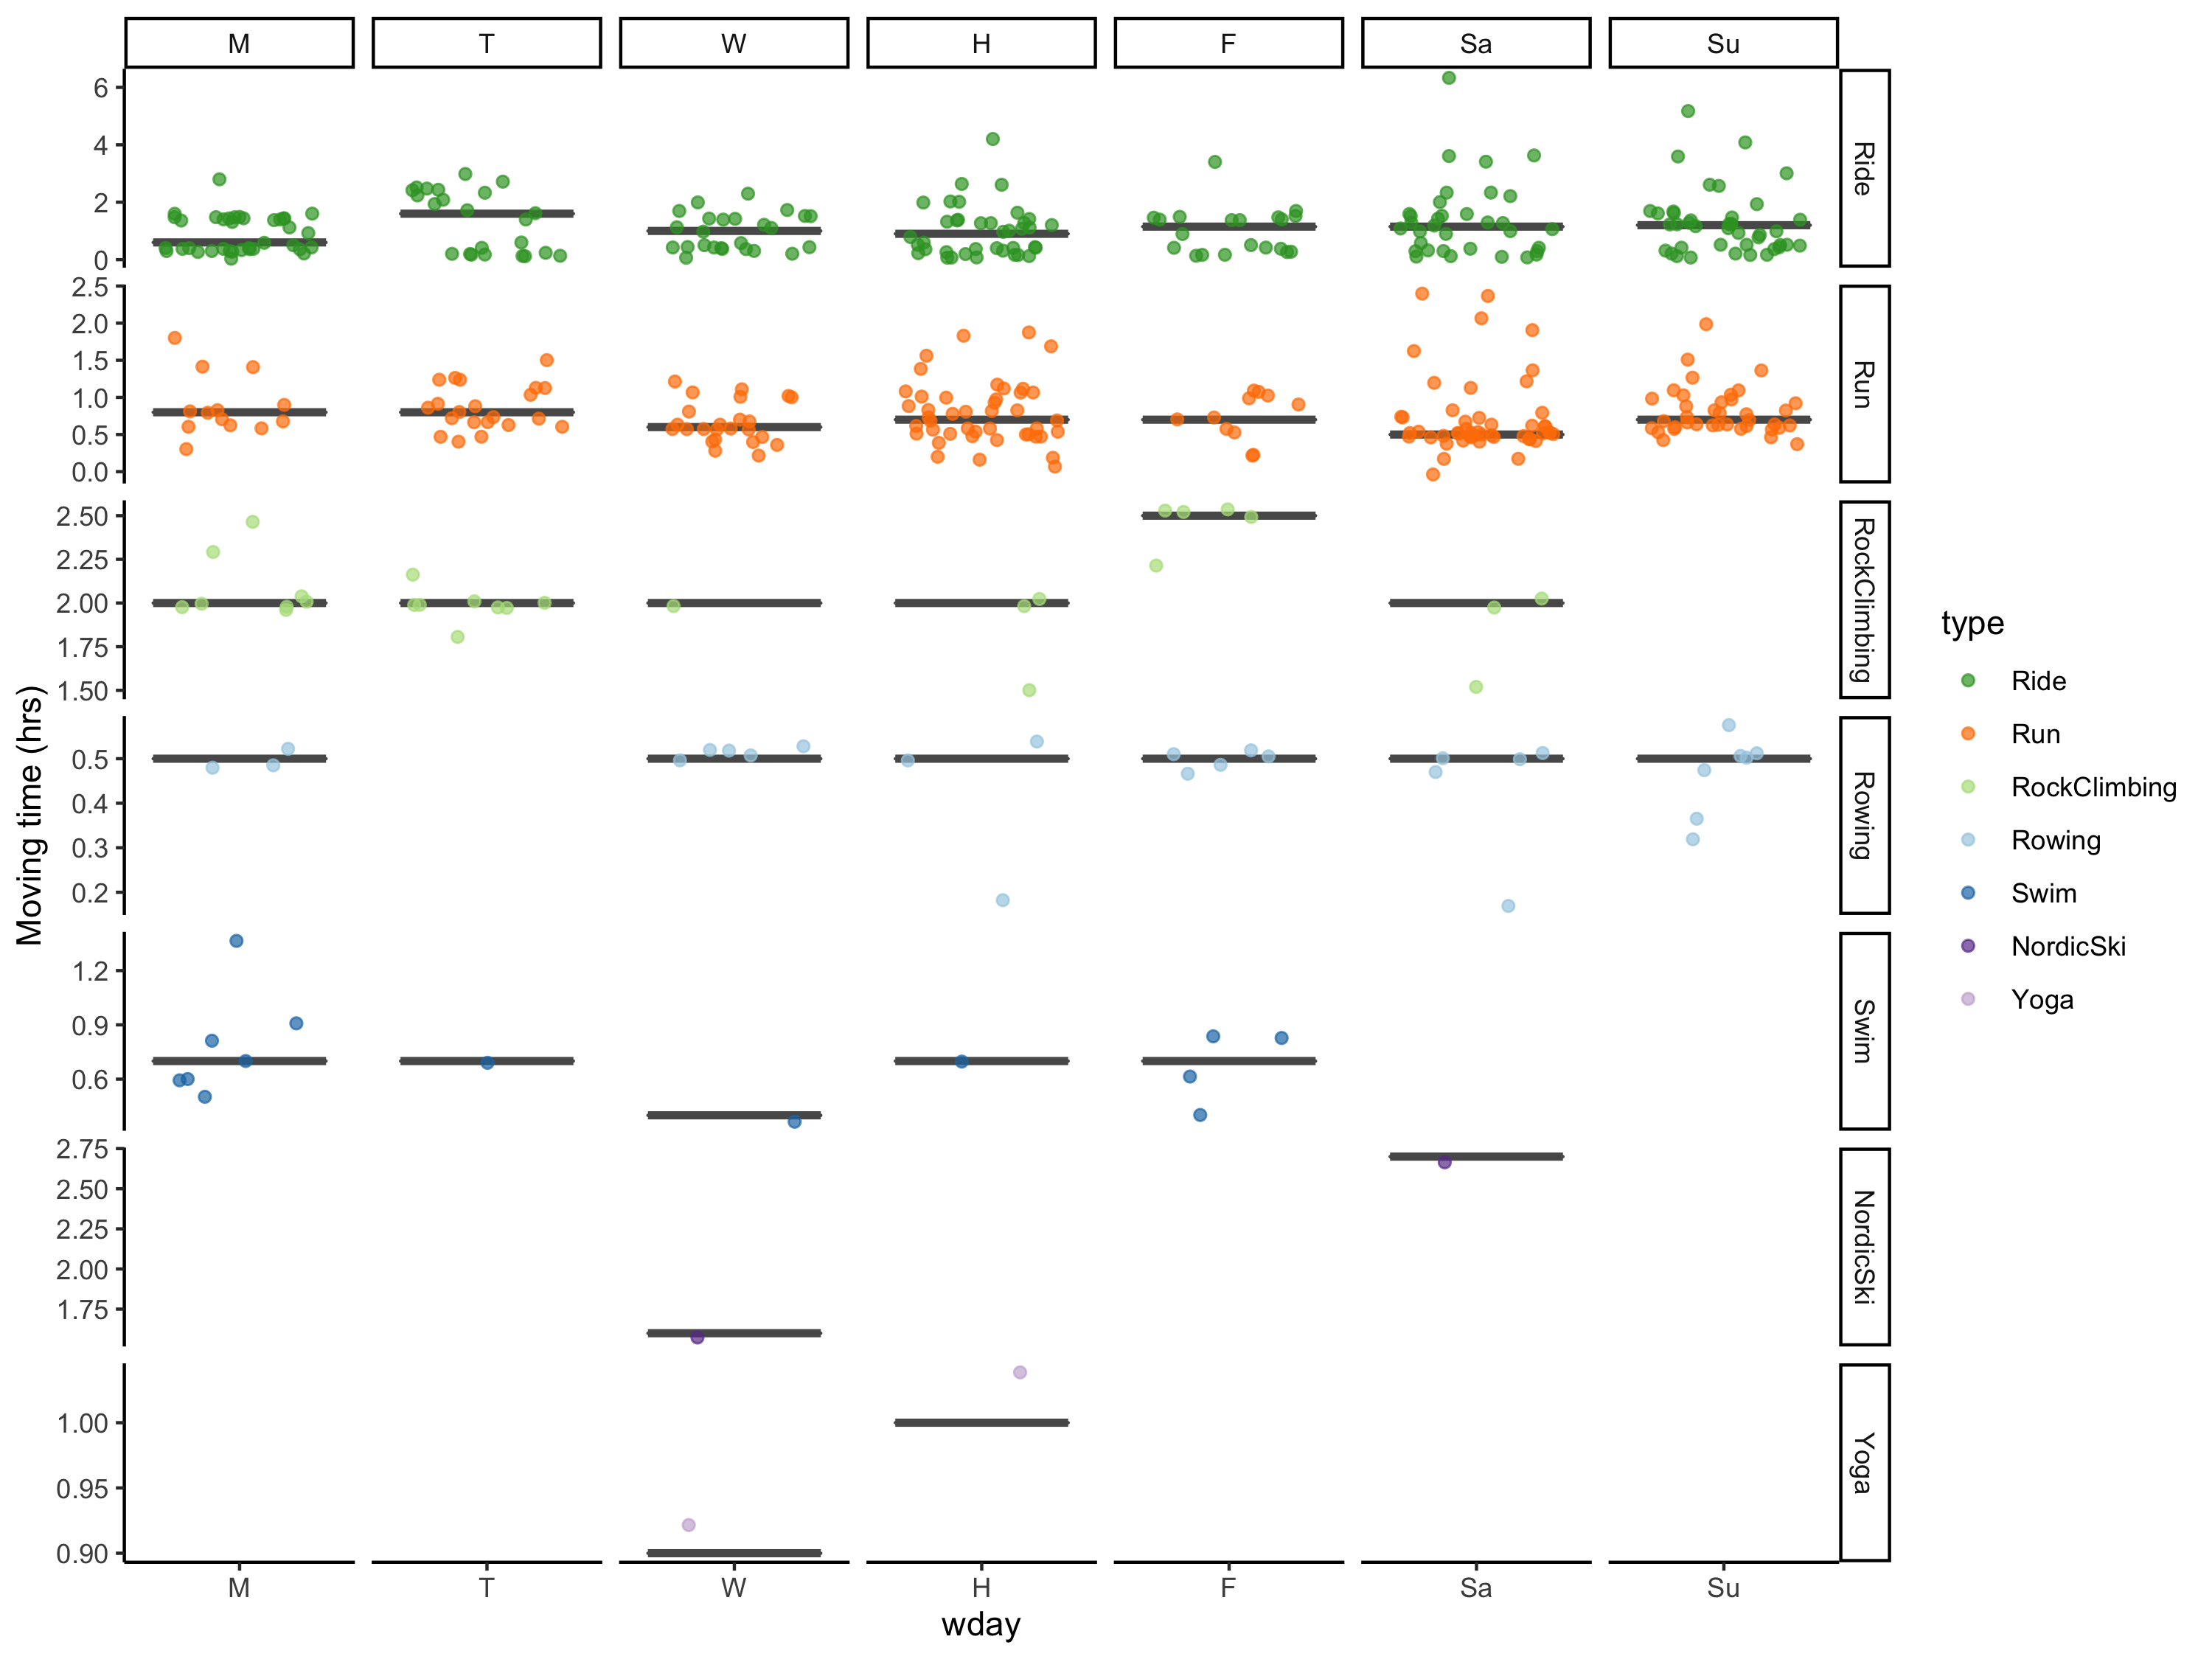 M T W H F Sa Su
6
4
2
0
Ride
2.5
2.0
1.5
1.0
0.5
0.0
Run
2.50
2.25
2.00
1.75
1.50
RockClimbing
0.5
0.4
0.3
0.2
Rowing
1.2
0.9
0.6
Swim
2.75
2.50
2.25
2.00
1.75
NordicSki
1.00
0.95
0.90
Yoga
M T W H F Sa Su
wday
Moving time (hrs)
type
Ride
Run
RockClimbing
Rowing
Swim
NordicSki
Yoga